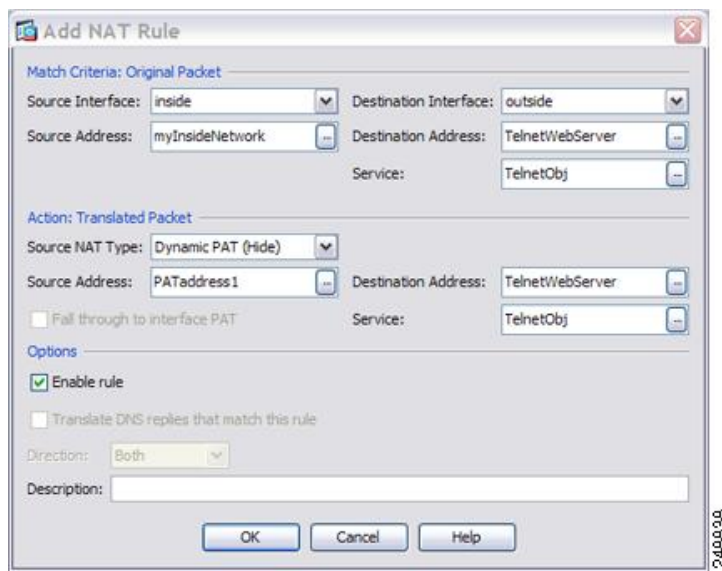 Add NAT Rule
Match Criteria: Original Packet
Source Interface: inside Destination Interface: outside
Source Address: myInsideNetwork ... Destination Address: TelnetWebServer ...
Service: TelnetObj ...
Action: Translated Packet
Source NAT Type: Dynamic PAT (Hide)
Source Address: PATaddress1 ... Destination Address: TelnetWebServer ...
Fall through to interface PAT Service: TelnetObj ...
Options
Enable rule
Translate DNS replies that match this rule
Direction: Both
Description:
OK Cancel Help
248838